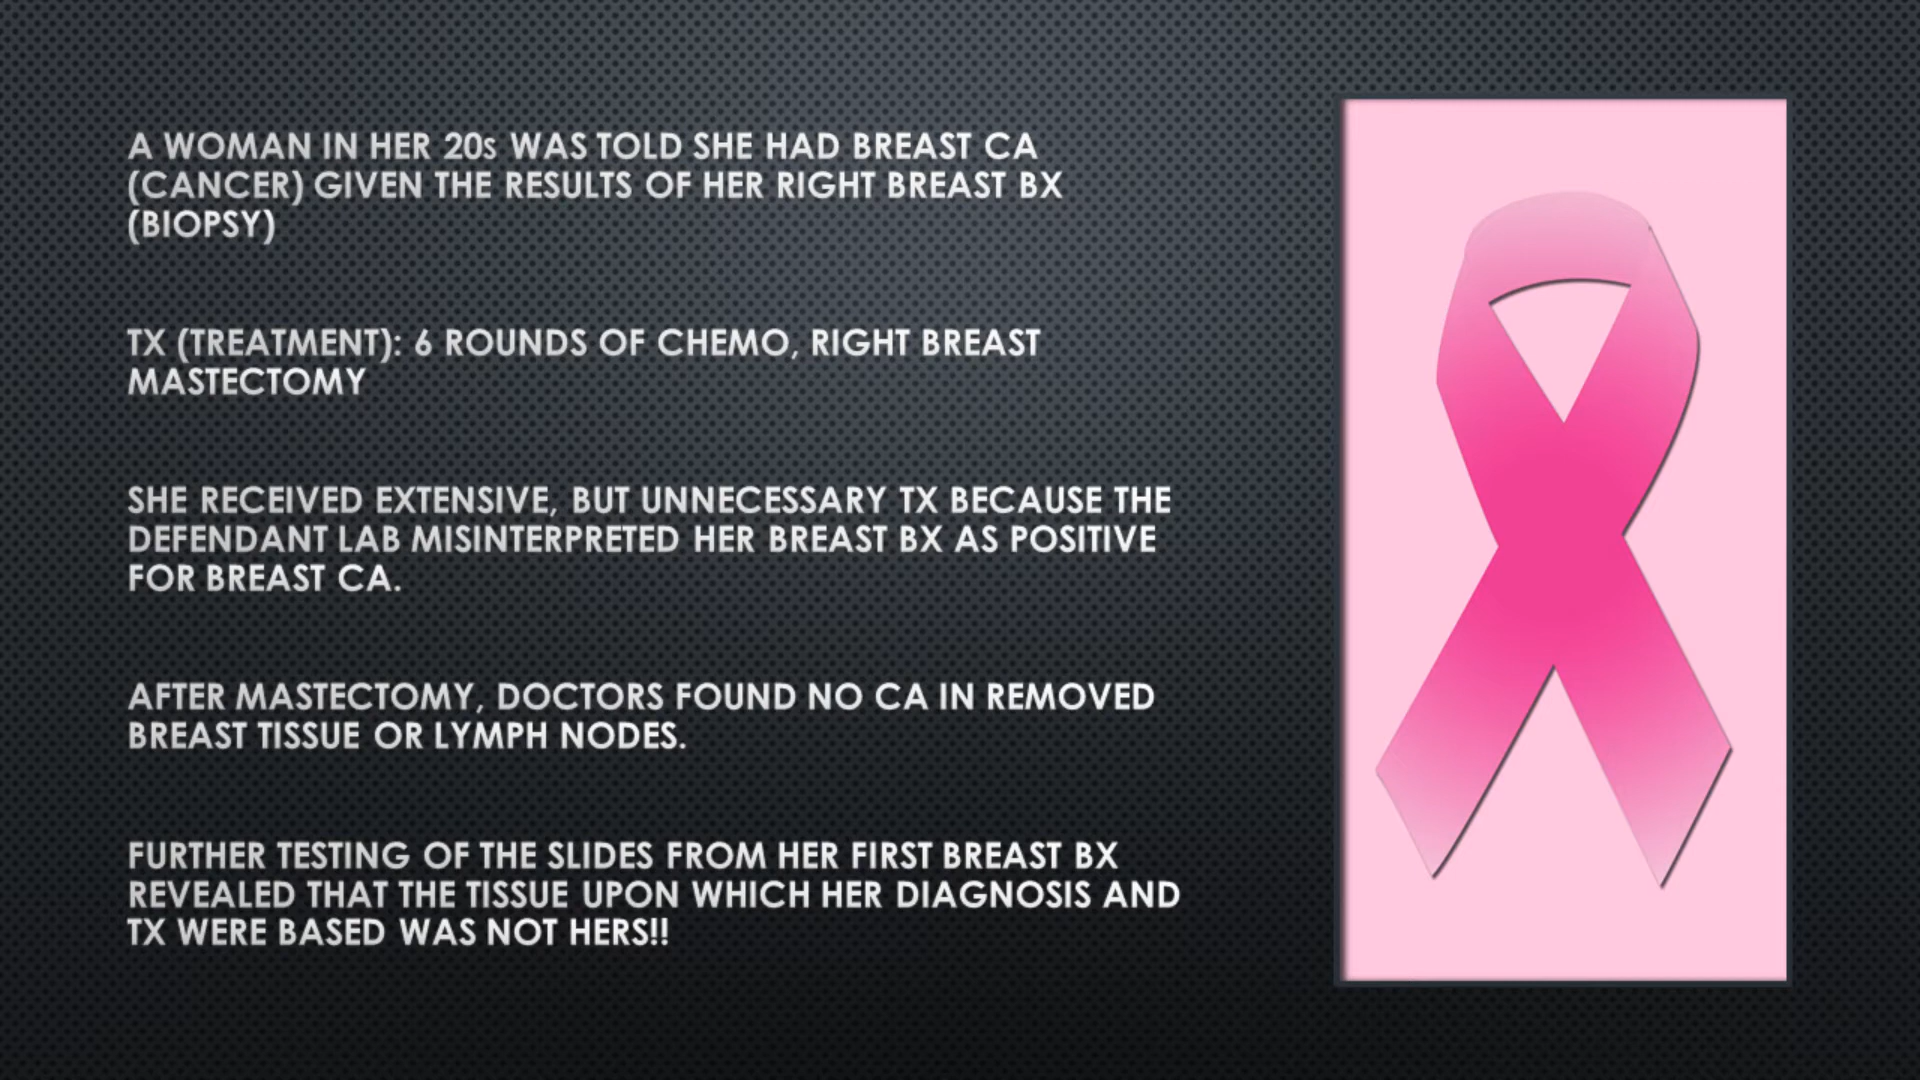 A WOMAN IN HER 20s WAS TOLD SHE HAD BREAST CA
(CANCER) GIVEN THE RESULTS OF HER RIGHT BREAST BX
(BIOPSY)
TX (TREATMENT): 6 ROUNDS OF CHEMO, RIGHT BREAST
MASTECTOMY
SHE RECEIVED EXTENSIVE, BUT UNNECESSARY TX BECAUSE THE
DEFENDANT LAB MISINTERPRETED HER BREAST BX AS POSITIVE
FOR BREAST CA.
AFTER MASTECTOMY, DOCTORS FOUND NO CA IN REMOVED
BREAST TISSUE OR LYMPH NODES.
FURTHER TESTING OF THE SLIDES FROM HER FIRST BREAST BX
REVEALED THAT THE TISSUE UPON WHICH HER DIAGNOSIS AND
TX WERE BASED WAS NOT HERS!!